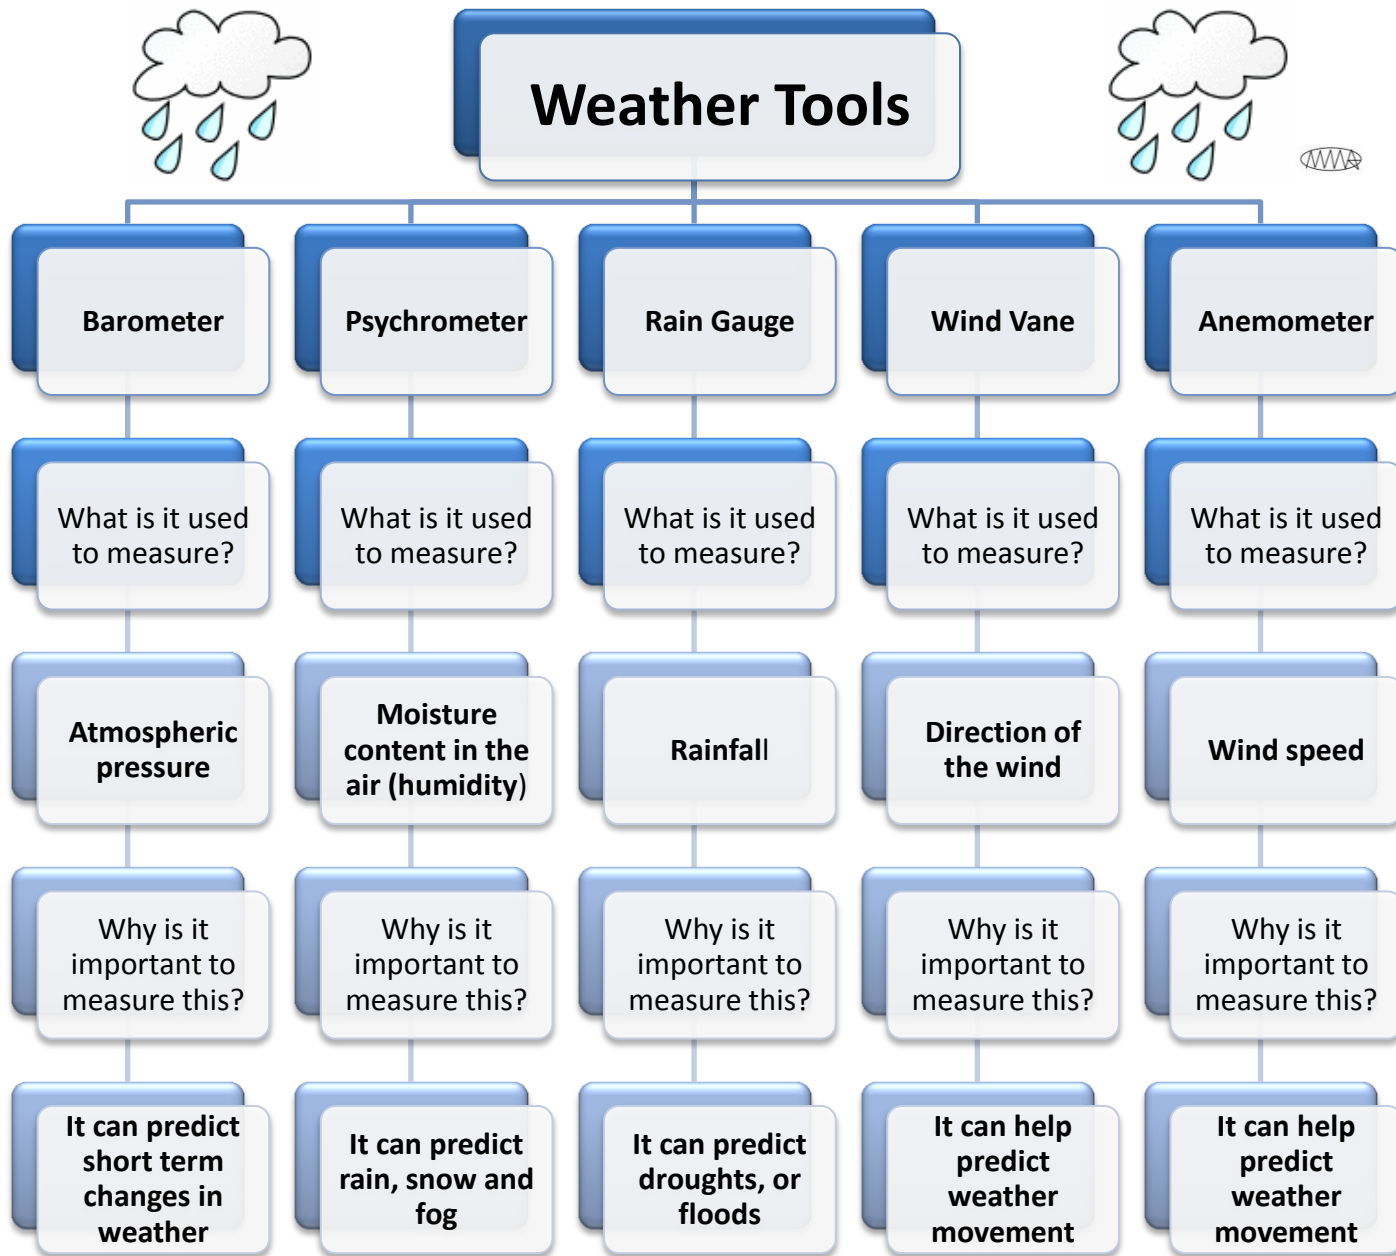 Weather Tools
Barometer
Psychrometer
Rain Gauge
Wind Vane
Anemometer
What is it used
to measure?
What is it used
to measure?
What is it used
to measure?
What is it used
to measure?
What is it used
to measure?
Atmospheric
pressure
Moisture
content in the
air (humidity)
Rainfall
Direction of
the wind
Wind speed
Why is it
important to
measure this?
Why is it
important to
measure this?
Why is it
important to
measure this?
Why is it
important to
measure this?
Why is it
important to
measure this?
It can predict
short term
changes in
weather
It can predict
rain, snow and
fog
It can predict
droughts, or
floods
It can help
predict
weather
movement
It can help
predict
weather
movement